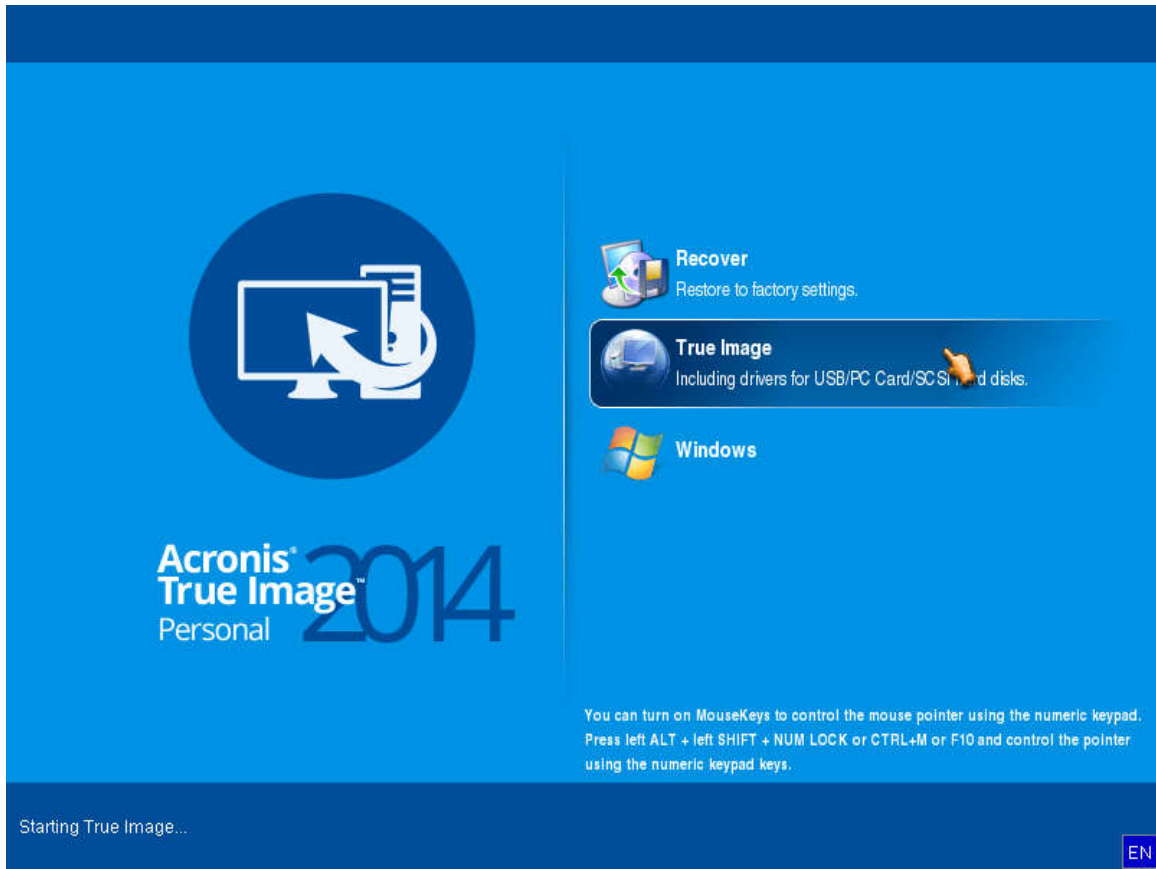 Recover
Restore to factory settings.
True Image
Including drivers for USB/PC Card/SCSI disks.
Windows
Acronis® 2014
True Image™
Personal
You can turn on MouseKeys to control the mouse pointer using the numeric keypad.
Press left ALT + left SHIFT + NUM LOCK or CTRL+M or F10 and control the pointer
using the numeric keypad keys.
Starting True Image...
EN